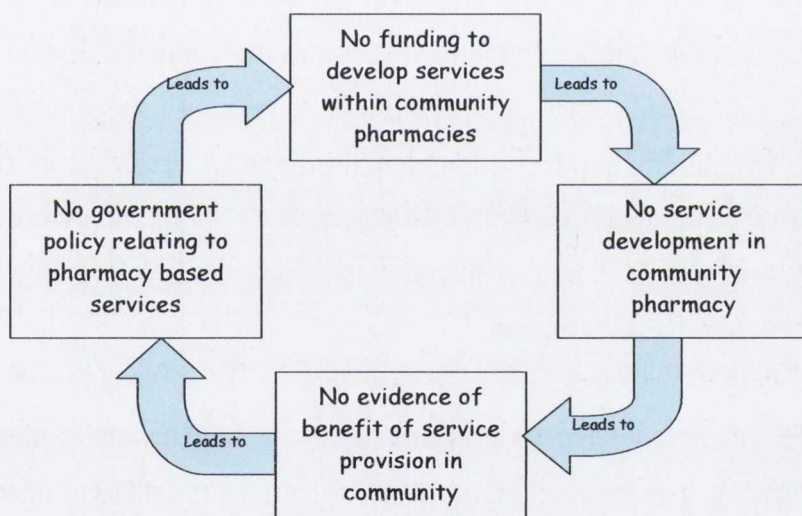 No funding to
develop services
within community
pharmacies
Leads to
No service
development in
community
pharmacy
Leads to
No evidence of
benefit of service
provision in
community
Leads to
No government
policy relating to
pharmacy based
services
Leads to